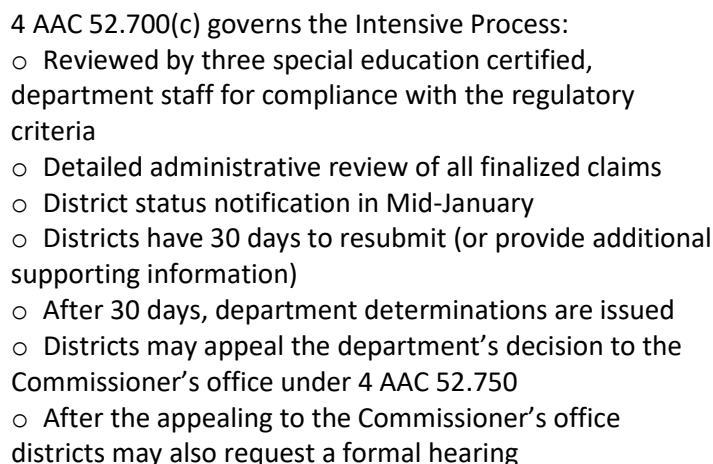 4 AAC 52.700(c) governs the Intensive Process:
○ Reviewed by three special education certified,
department staff for compliance with the regulatory
criteria
○ Detailed administrative review of all finalized claims
○ District status notification in Mid-January
○ Districts have 30 days to resubmit (or provide additional
supporting information)
○ After 30 days, department determinations are issued
○ Districts may appeal the department’s decision to the
Commissioner’s office under 4 AAC 52.750
○ After the appealing to the Commissioner’s office
districts may also request a formal hearing